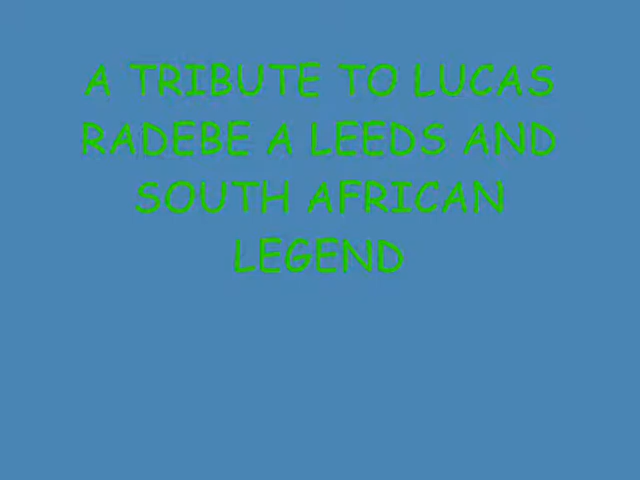 A TRIBUTE TO LUCAS
RADEBE A LEEDS AND
SOUTH AFRICAN
LEGEND